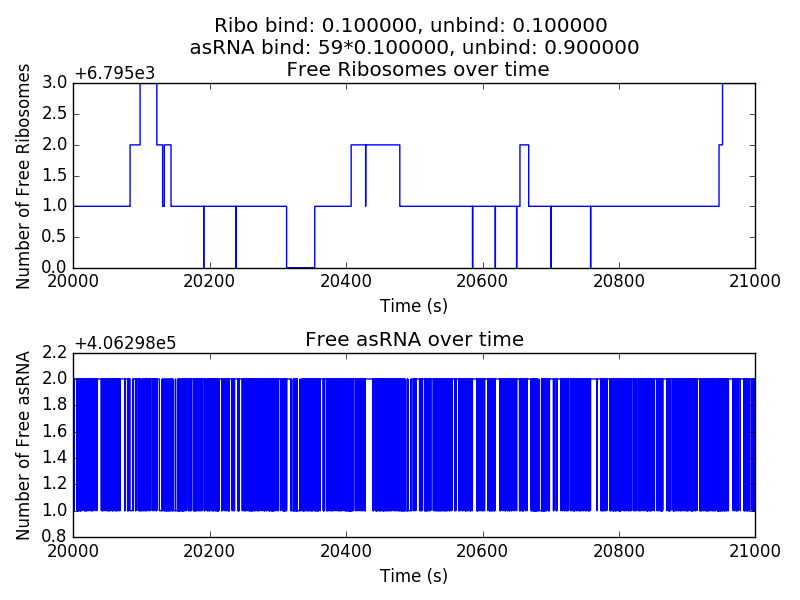 Ribo bind: 0.100000, unbind: 0.100000
asRNA bind: 59*0.100000, unbind: 0.900000
Free Ribosomes over time
+6.795e3
Number of Free Ribosomes
3.0
2.5
2.0
1.5
1.0
0.5
0.0
20000 20200 20400 20600 20800 21000
Time (s)
Free asRNA over time
+4.06298e5
Number of Free asRNA
2.2
2.0
1.8
1.6
1.4
1.2
1.0
0.8
20000 20200 20400 20600 20800 21000
Time (s)